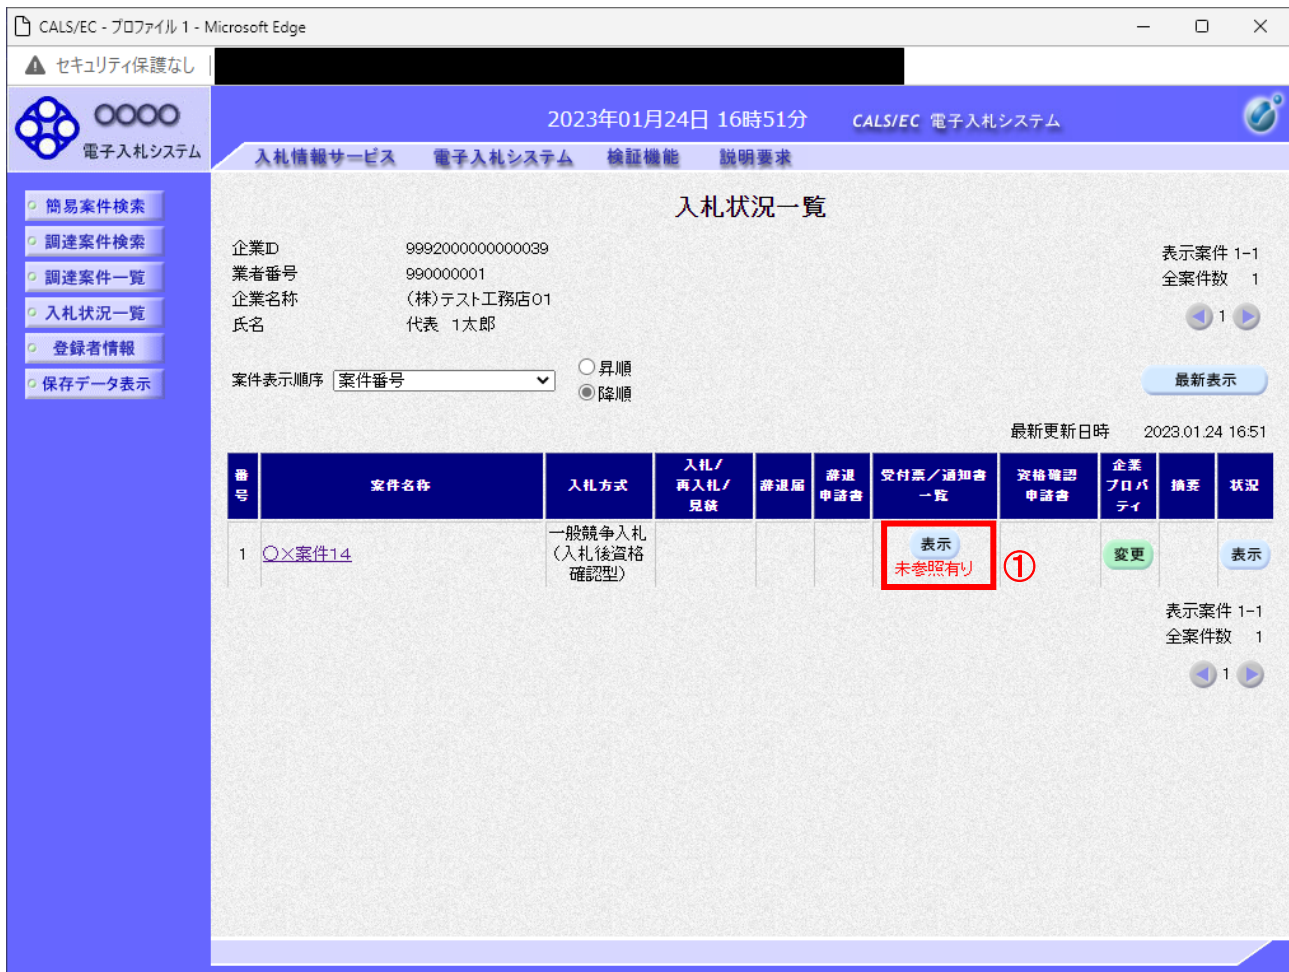 CALS/EC - プロファイル 1 - Microsoft Edge
セキュリティ保護なし
〇〇〇〇
電子入札システム
2023年01月24日 16時51分
CALS/EC 電子入札システム
入札情報サービス 電子入札システム 検証機能 説明要求
簡易案件検索
調達案件検索
調達案件一覧
入札状況一覧
登録者情報
保存データ表示
入札状況一覧
企業ID 9992000000000039
業者番号 990000001
企業名称 (株)テスト工務店01
氏名 代表 1太郎
表示案件 1-1
全案件数 1
1
案件表示順序 案件番号
昇順
降順
最新表示
最新更新日時 2023.01.24 16:51
番号 案件名称 入札方式 入札/再入札/見積 辞退届 辞退申請書 受付票/通知書一覧 資格確認申請書 企業プロパティ 摘要 状況
1 〇×案件14 一般競争入札(入札後資格確認型) 表示 未参照有り ① 変更 表示
表示案件 1-1
全案件数 1
1